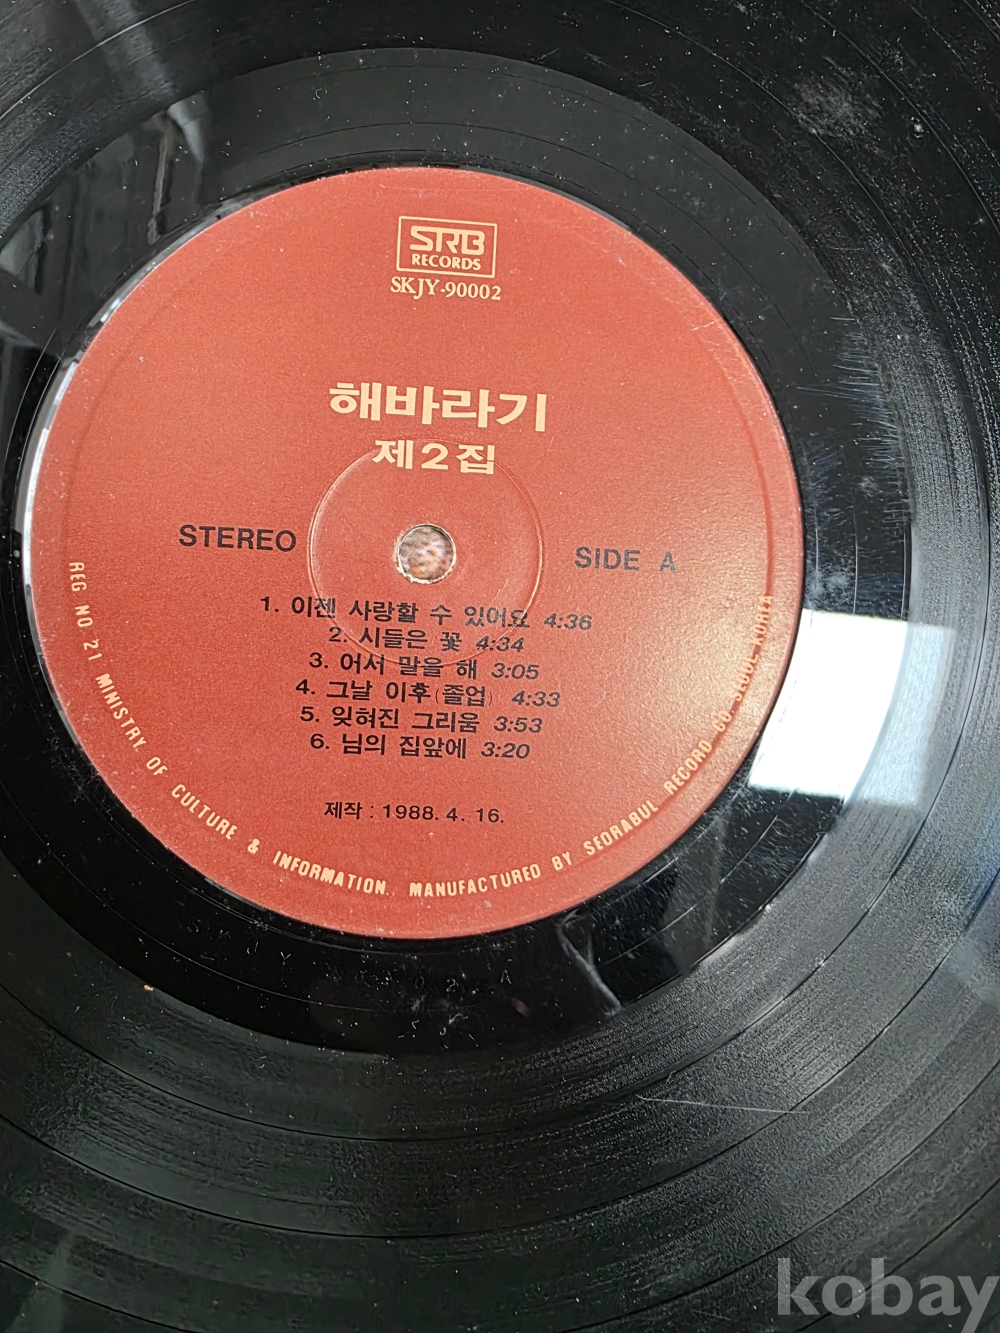 STRB
RECORDS
SKJY-90002
해바라기
제2집
STEREO
SIDE A
1. 이젠 사랑할 수 있어요 4:36
2. 시들은 꽃 4:34
3. 어서 말을 해 3:05
4. 그날 이후(졸업) 4:33
5. 잊혀진 그리움 3:53
6. 님의 집앞에 3:20
제작 : 1988. 4. 16.
REG NO 21 MINISTRY OF CULTURE & INFORMATION.. MANUFACTURED BY SEORABUL RECORD CO. SEOUL KOREA
kobay